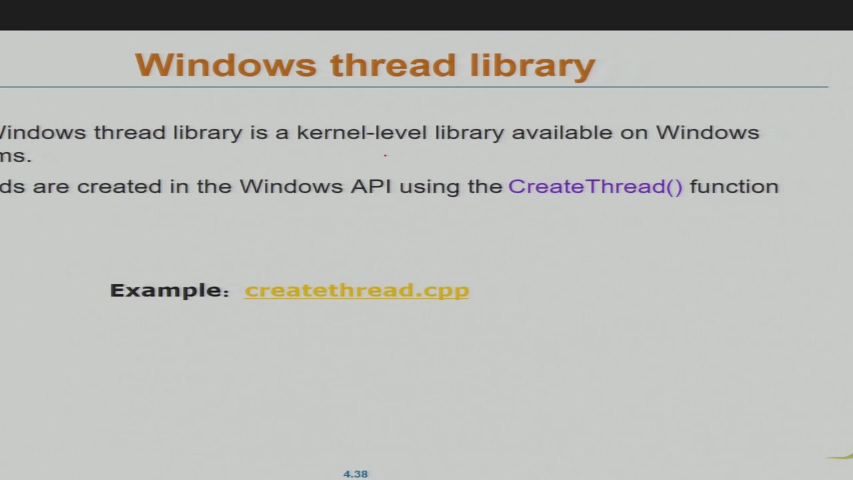 Windows thread library
Windows thread library is a kernel-level library available on Windows
ms.
ds are created in the Windows API using the CreateThread() function
Example: createthread.cpp
4.38